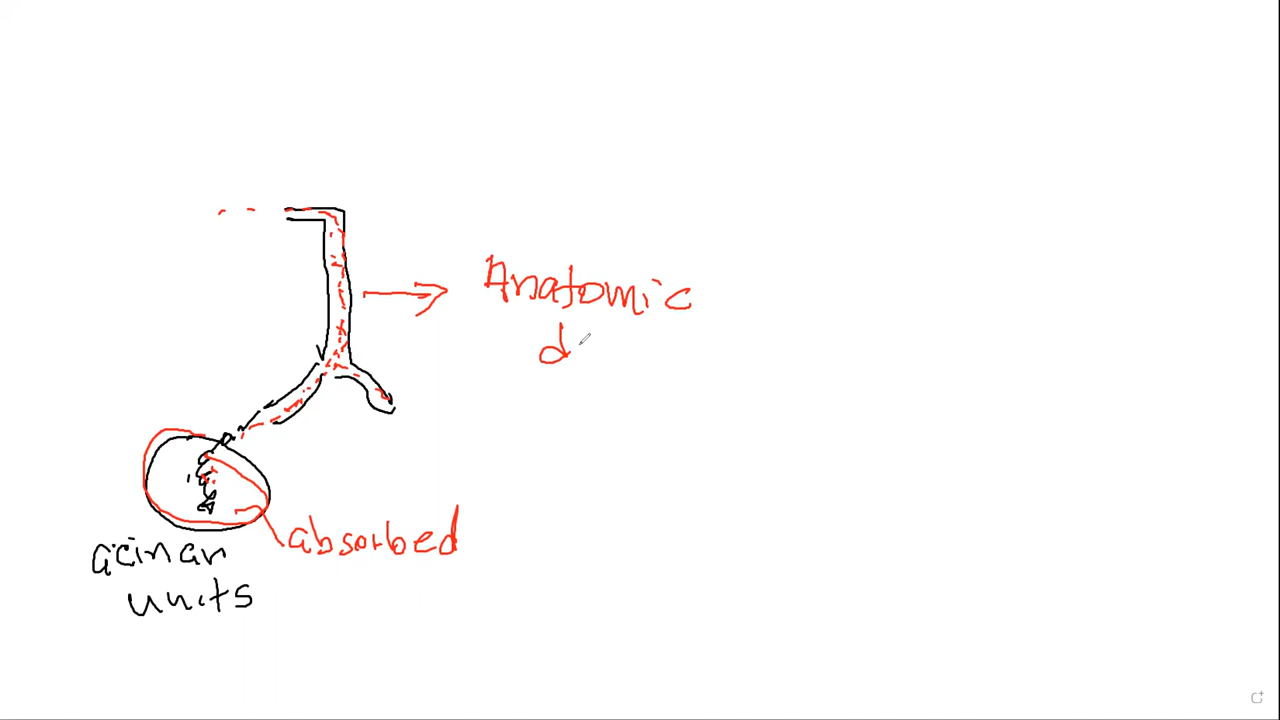 Anatomic
d
absorbed
acinar
units